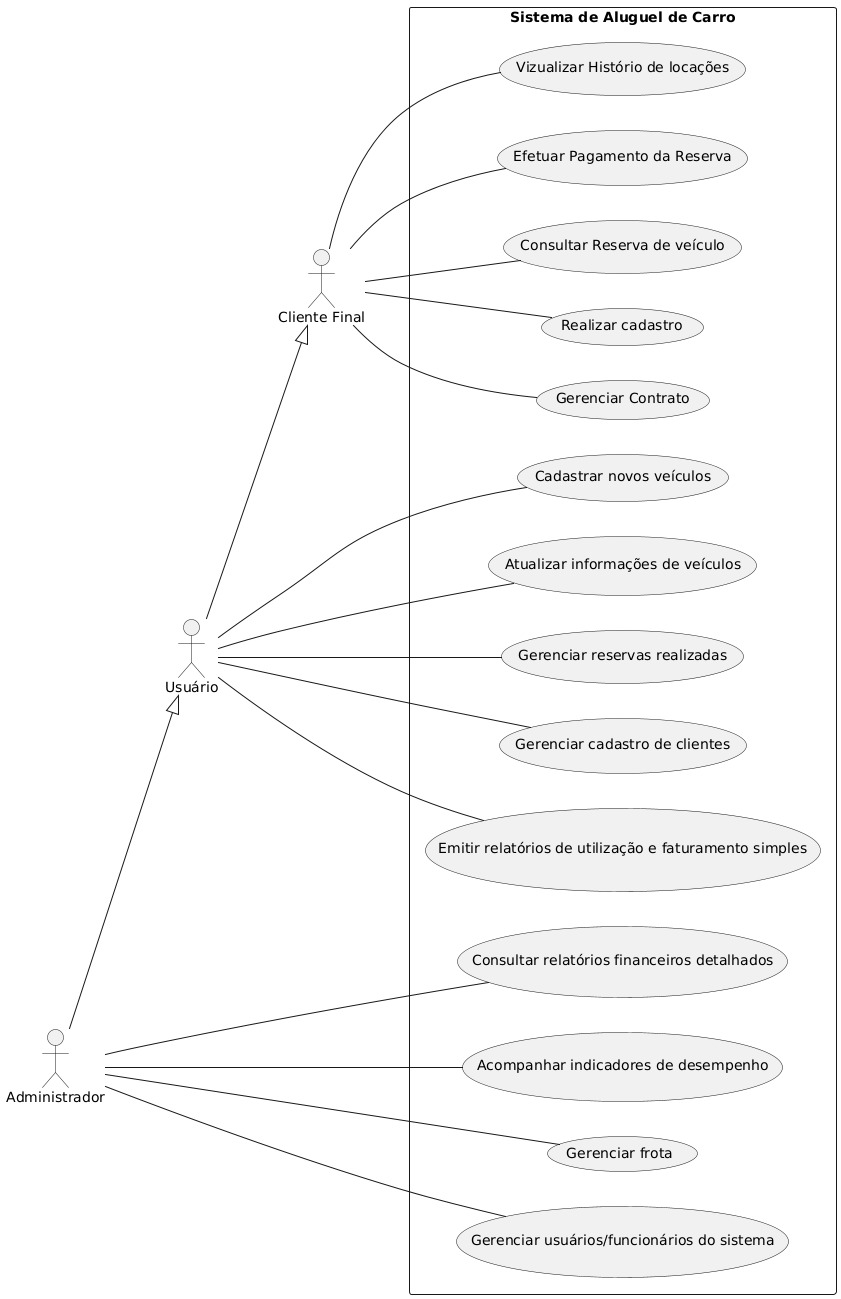 Sistema de Aluguel de Carro
Vizualizar Histório de locações
Efetuar Pagamento da Reserva
Consultar Reserva de veículo
Cliente Final
Realizar cadastro
Gerenciar Contrato
Cadastrar novos veículos
Atualizar informações de veículos
Gerenciar reservas realizadas
Usuário
Gerenciar cadastro de clientes
Emitir relatórios de utilização e faturamento simples
Consultar relatórios financeiros detalhados
Acompanhar indicadores de desempenho
Administrador
Gerenciar frota
Gerenciar usuários/funcionários do sistema